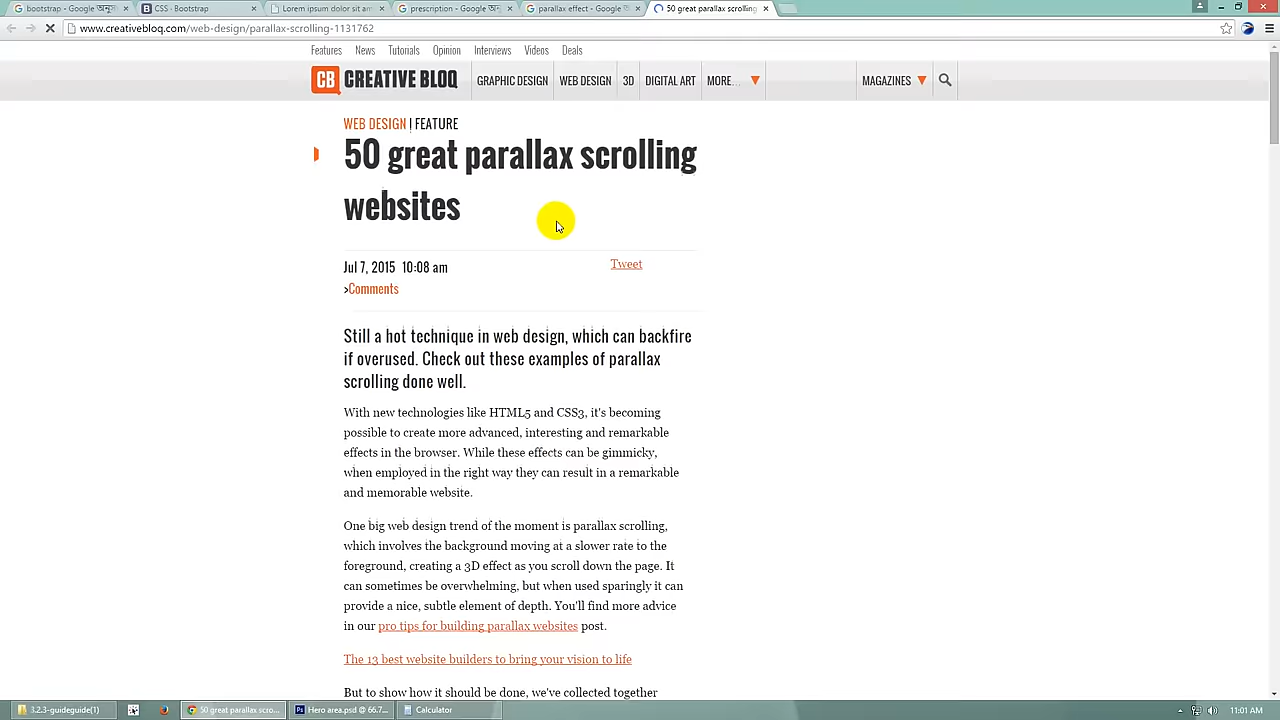 bootstrap - Google अनुस
CSS · Bootstrap
Lorem ipsum dolor sit am
prescription - Google अनु
parallax effect - Google
50 great parallax scrolling
www.creativebloq.com/web-design/parallax-scrolling-1131762
Features News Tutorials Opinion Interviews Videos Deals
CB CREATIVE BLOQ GRAPHIC DESIGN WEB DESIGN 3D DIGITAL ART MORE... MAGAZINES
WEB DESIGN | FEATURE
50 great parallax scrolling
websites
Jul 7, 2015 10:08 am
Tweet
>Comments
Still a hot technique in web design, which can backfire
if overused. Check out these examples of parallax
scrolling done well.
With new technologies like HTML5 and CSS3, it's becoming
possible to create more advanced, interesting and remarkable
effects in the browser. While these effects can be gimmicky,
when employed in the right way they can result in a remarkable
and memorable website.
One big web design trend of the moment is parallax scrolling,
which involves the background moving at a slower rate to the
foreground, creating a 3D effect as you scroll down the page. It
can sometimes be overwhelming, but when used sparingly it can
provide a nice, subtle element of depth. You'll find more advice
in our pro tips for building parallax websites post.
The 13 best website builders to bring your vision to life
But to show how it should be done, we've collected together
3.2.3-guideguide(1) 50 great parallax scro... Hero area.psd @ 66.7... Calculator 11:01 AM